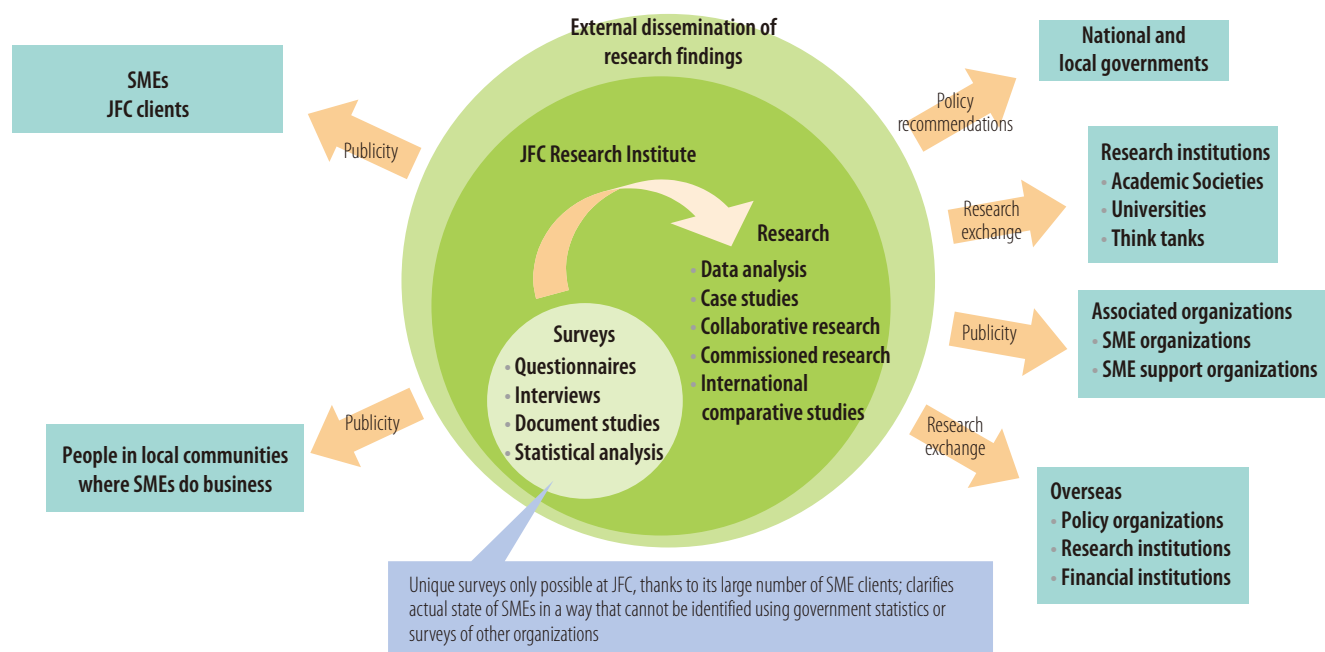 External dissemination of
research findings
SMEs
JFC clients
Publicity
People in local communities
where SMEs do business
Publicity
JFC Research Institute
Surveys
• Questionnaires
• Interviews
• Document studies
• Statistical analysis
Research
• Data analysis
• Case studies
• Collaborative research
• Commissioned research
• International
comparative studies
Policy
recommendations
National and
local governments
Research
exchange
Research institutions
• Academic Societies
• Universities
• Think tanks
Publicity
Associated organizations
• SME organizations
• SME support organizations
Research
exchange
Overseas
• Policy organizations
• Research institutions
• Financial institutions
Unique surveys only possible at JFC, thanks to its large number of SME clients; clarifies
actual state of SMEs in a way that cannot be identified using government statistics or
surveys of other organizations